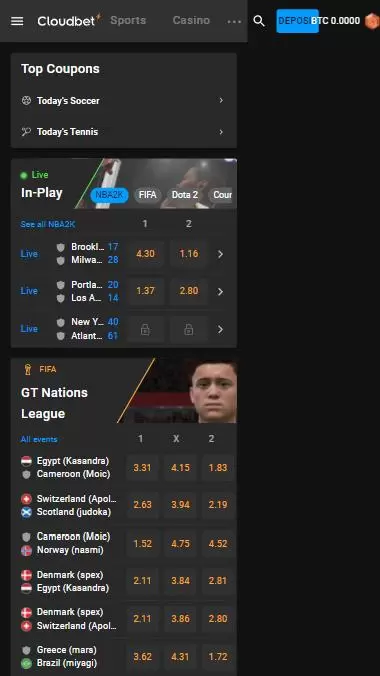 Cloudbet Sports Casino ... DEPOS BTC 0.0000
Top Coupons
Today's Soccer
Today's Tennis
Live
In-Play
NBA2K FIFA Dota 2 Cour
See all NBA2K 1 2
Live Brookl... 17 4.30 1.16
Milwa... 28
Live Portla... 20 1.37 2.80
Los A... 14
Live New Y... 40
Atlant... 61
FIFA
GT Nations
League
All events 1 X 2
Egypt (Kasandra) 3.31 4.15 1.83
Cameroon (Moic)
Switzerland (Apol... 2.63 3.94 2.19
Scotland (judoka)
Cameroon (Moic) 1.52 4.75 4.52
Norway (nasmi)
Denmark (spex) 2.11 3.84 2.81
Egypt (Kasandra)
Denmark (spex) 2.11 3.86 2.80
Switzerland (Apol...
Greece (mars) 3.62 4.31 1.72
Brazil (miyagi)